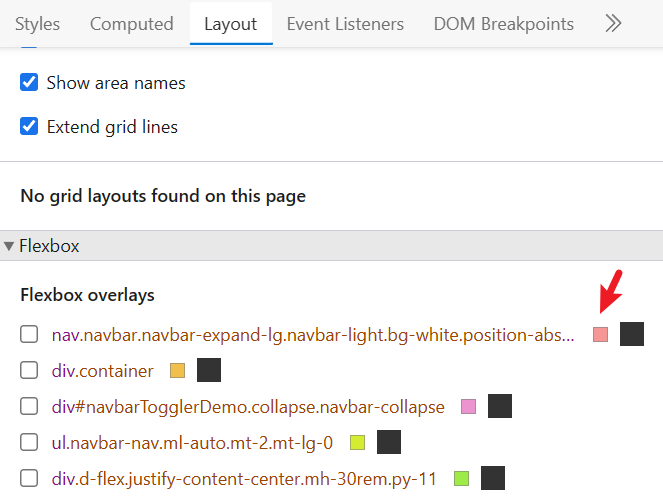 Styles Computed Layout Event Listeners DOM Breakpoints
Show area names
Extend grid lines
No grid layouts found on this page
Flexbox
Flexbox overlays
nav.navbar.navbar-expand-lg.navbar-light.bg-white.position-abs...
div.container
div#navbarTogglerDemo.collapse.navbar-collapse
ul.navbar-nav.ml-auto.mt-2.mt-lg-0
div.d-flex.justify-content-center.mh-30rem.py-11